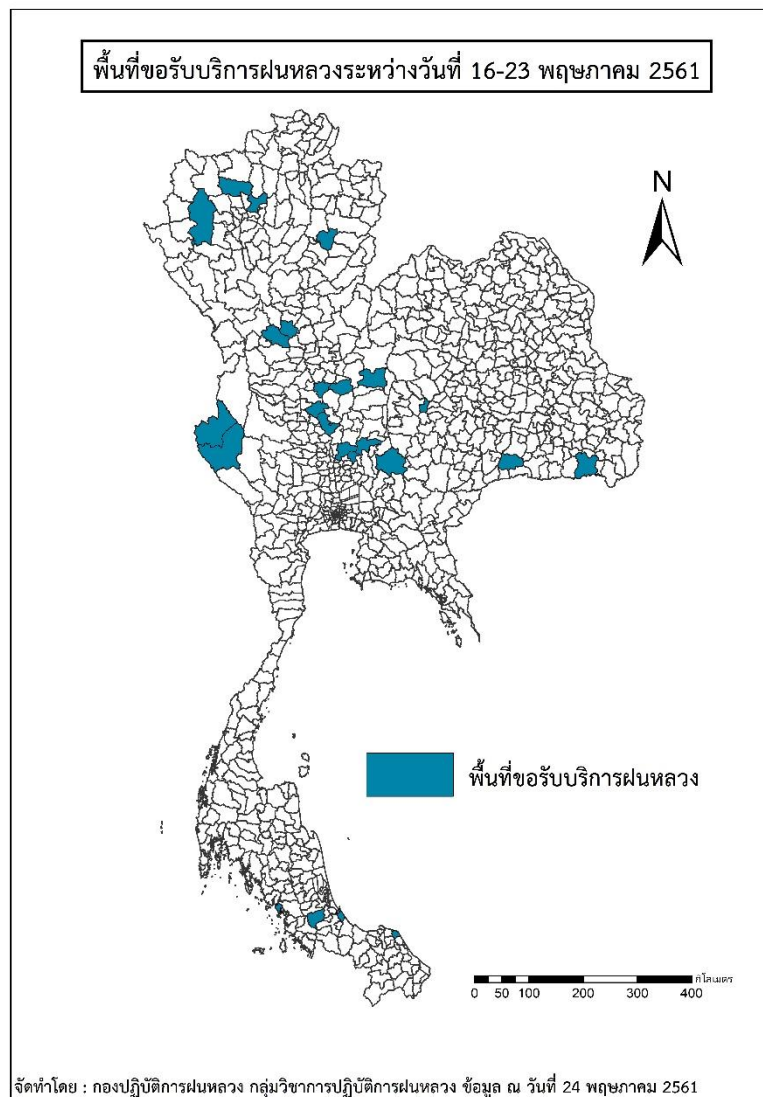 พื้นที่ขอรับบริการฝนหลวงระหว่างวันที่ 16-23 พฤษภาคม 2561
N
พื้นที่ขอรับบริการฝนหลวง
กิโลเมตร
0 50 100 200 300 400
จัดทำโดย : กองปฏิบัติการฝนหลวง กลุ่มวิชาการปฏิบัติการฝนหลวง ข้อมูล ณ วันที่ 24 พฤษภาคม 2561